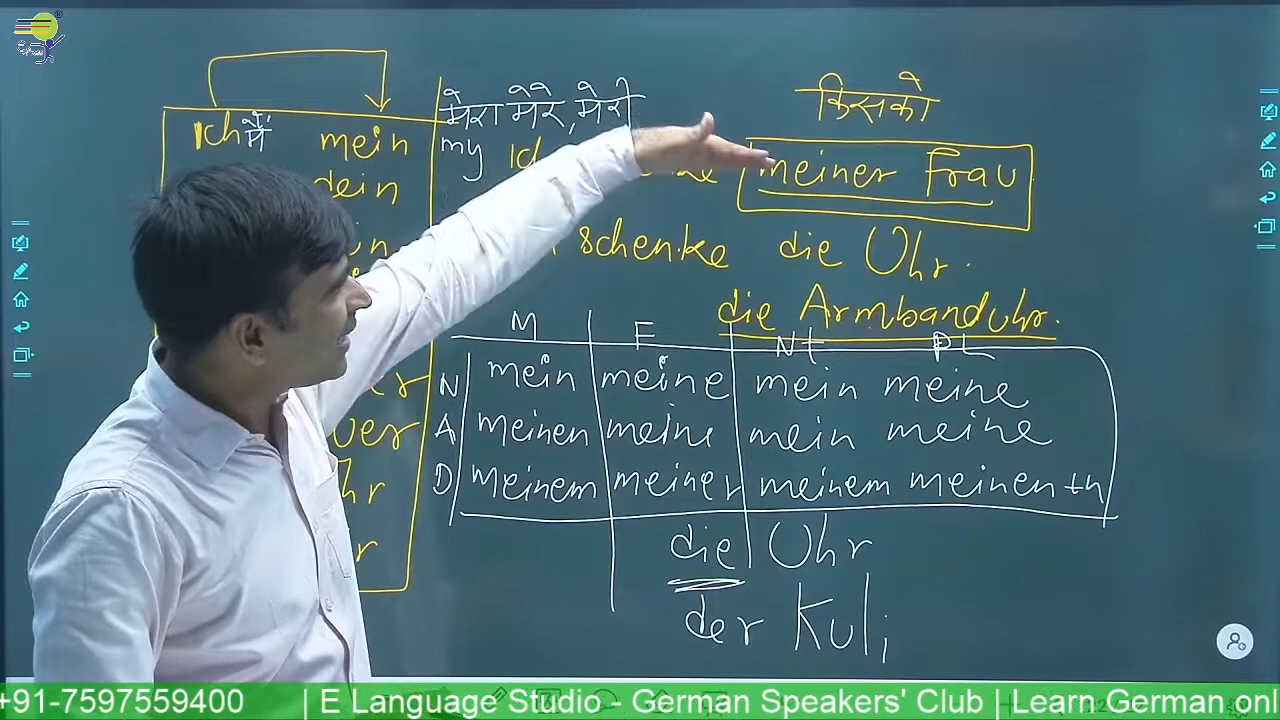 मेरा मेरे, मेरी किसको
ich मैं mein my meiner Frau
dein
schenke die Uhr.
die Armbanduhr.
M F Nt PL
N mein meine mein meine
A meinen meine mein meine
D meinem meiner meinem meinen +n
die Uhr
der Kuli
+91-7597559400 | E Language Studio - German Speakers' Club | Learn German onl